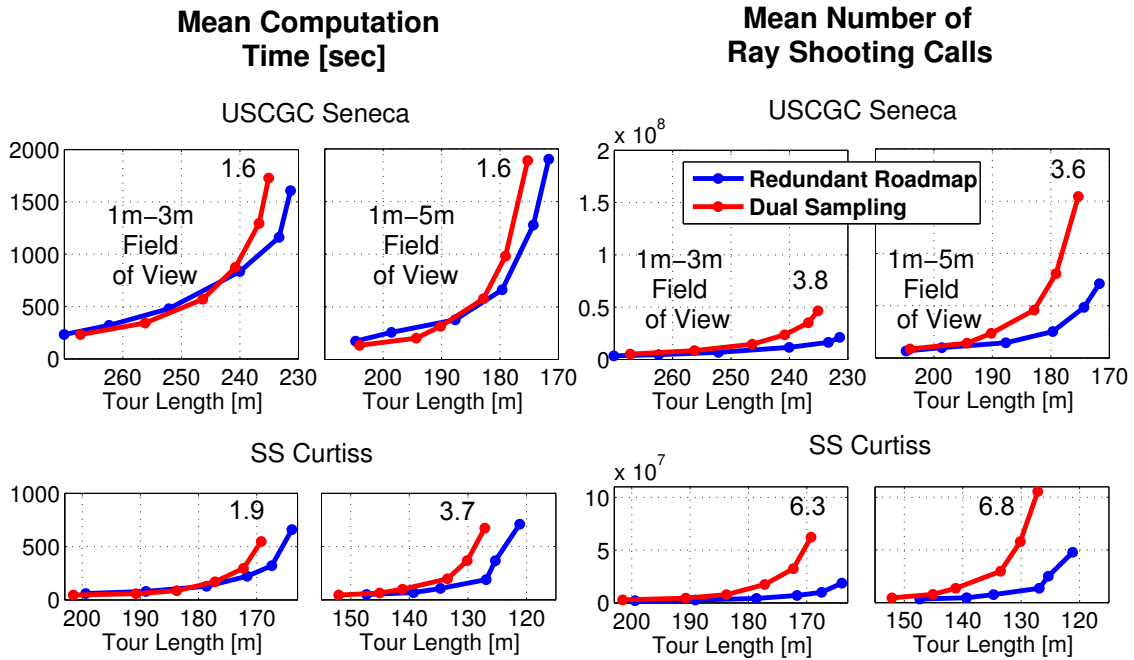 Mean Computation
Time [sec]
Mean Number of
Ray Shooting Calls
USCGC Seneca
2000
1500
1000
500
0
1.6
1m-3m
Field
of View
260 250 240 230
Tour Length [m]
1.6
1m-5m
Field
of View
200 190 180 170
Tour Length [m]
USCGC Seneca
x 10^8
2
1.5
1
0.5
0
Redundant Roadmap
Dual Sampling
1m-3m
Field
of View
3.8
260 250 240 230
Tour Length [m]
3.6
1m-5m
Field
of View
200 190 180 170
Tour Length [m]
SS Curtiss
1000
500
0
1.9
200 190 180 170
Tour Length [m]
3.7
150 140 130 120
Tour Length [m]
SS Curtiss
x 10^7
10
5
0
6.3
200 190 180 170
Tour Length [m]
6.8
150 140 130 120
Tour Length [m]